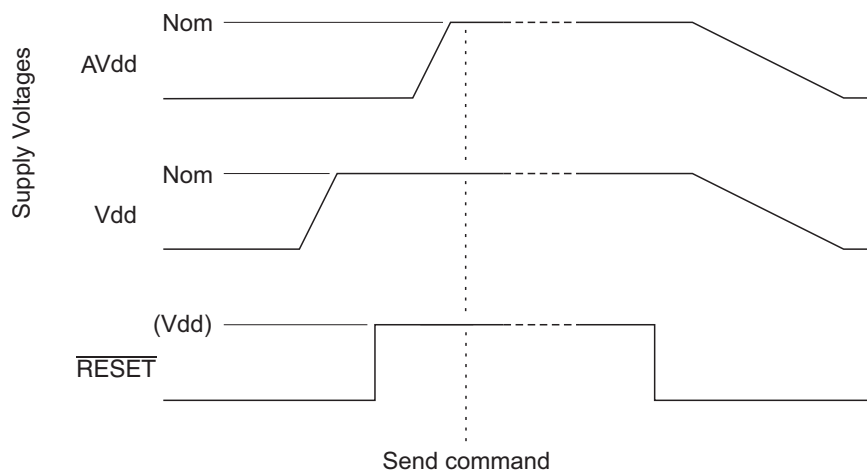 Supply Voltages
Nom
AVdd
Nom
Vdd
(Vdd)
RESET
Send command